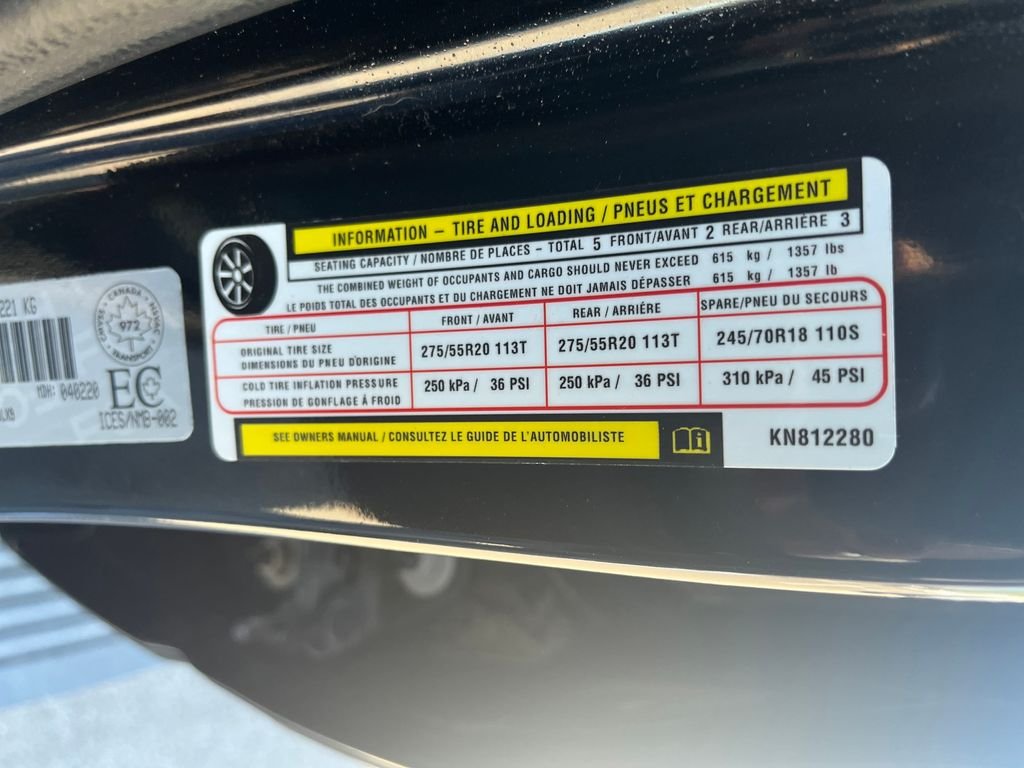 221 KG
CANADA
CMVSS NSVAC
972
TRANSPORT
MDH: 040220
EC
ICES/NMB-002
INFORMATION – TIRE AND LOADING / PNEUS ET CHARGEMENT
SEATING CAPACITY / NOMBRE DE PLACES – TOTAL 5 FRONT/AVANT 2 REAR/ARRIÈRE 3
THE COMBINED WEIGHT OF OCCUPANTS AND CARGO SHOULD NEVER EXCEED 615 kg / 1357 lbs
LE POIDS TOTAL DES OCCUPANTS ET DU CHARGEMENT NE DOIT JAMAIS DÉPASSER 615 kg / 1357 lb
TIRE / PNEU FRONT / AVANT REAR / ARRIÈRE SPARE/PNEU DU SECOURS
ORIGINAL TIRE SIZE
DIMENSIONS DU PNEU D'ORIGINE 275/55R20 113T 275/55R20 113T 245/70R18 110S
COLD TIRE INFLATION PRESSURE
PRESSION DE GONFLAGE À FROID 250 kPa / 36 PSI 250 kPa / 36 PSI 310 kPa / 45 PSI
SEE OWNERS MANUAL / CONSULTEZ LE GUIDE DE L'AUTOMOBILISTE
KN812280